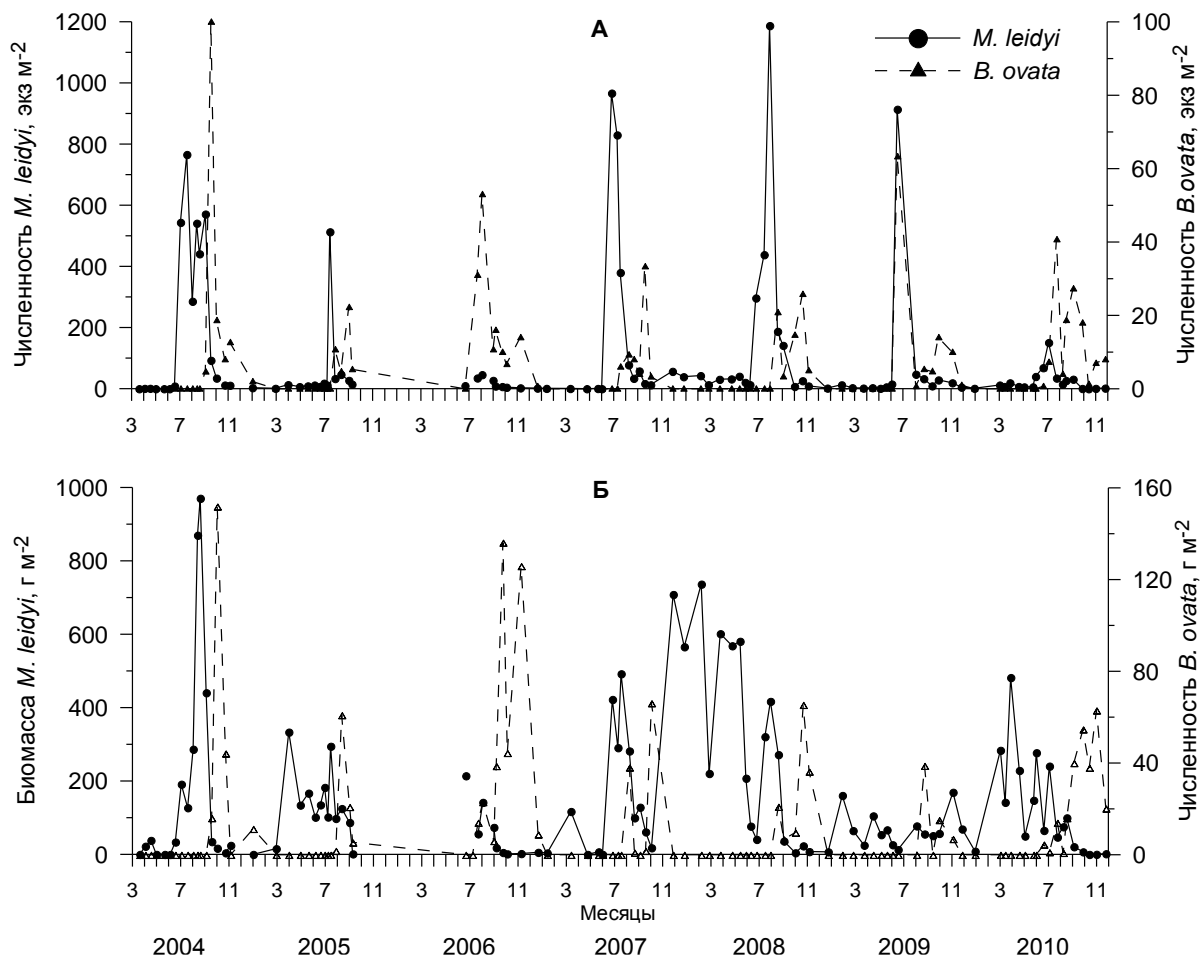 А
M. leidyi
B. ovata
Численность M. leidyi, экз м-2
1200
1000
800
600
400
200
0
100
80
60
40
20
0
Численность B.ovata, экз м-2
3 7 11 3 7 11 3 7 11 3 7 11 3 7 11 3 7 11 3 7 11
Б
Биомасса M. leidyi, г м-2
1000
800
600
400
200
0
160
120
80
40
0
Численность B. ovata, г м-2
3 7 11 3 7 11 3 7 11 3 7 11 3 7 11 3 7 11 3 7 11
Месяцы
2004 2005 2006 2007 2008 2009 2010